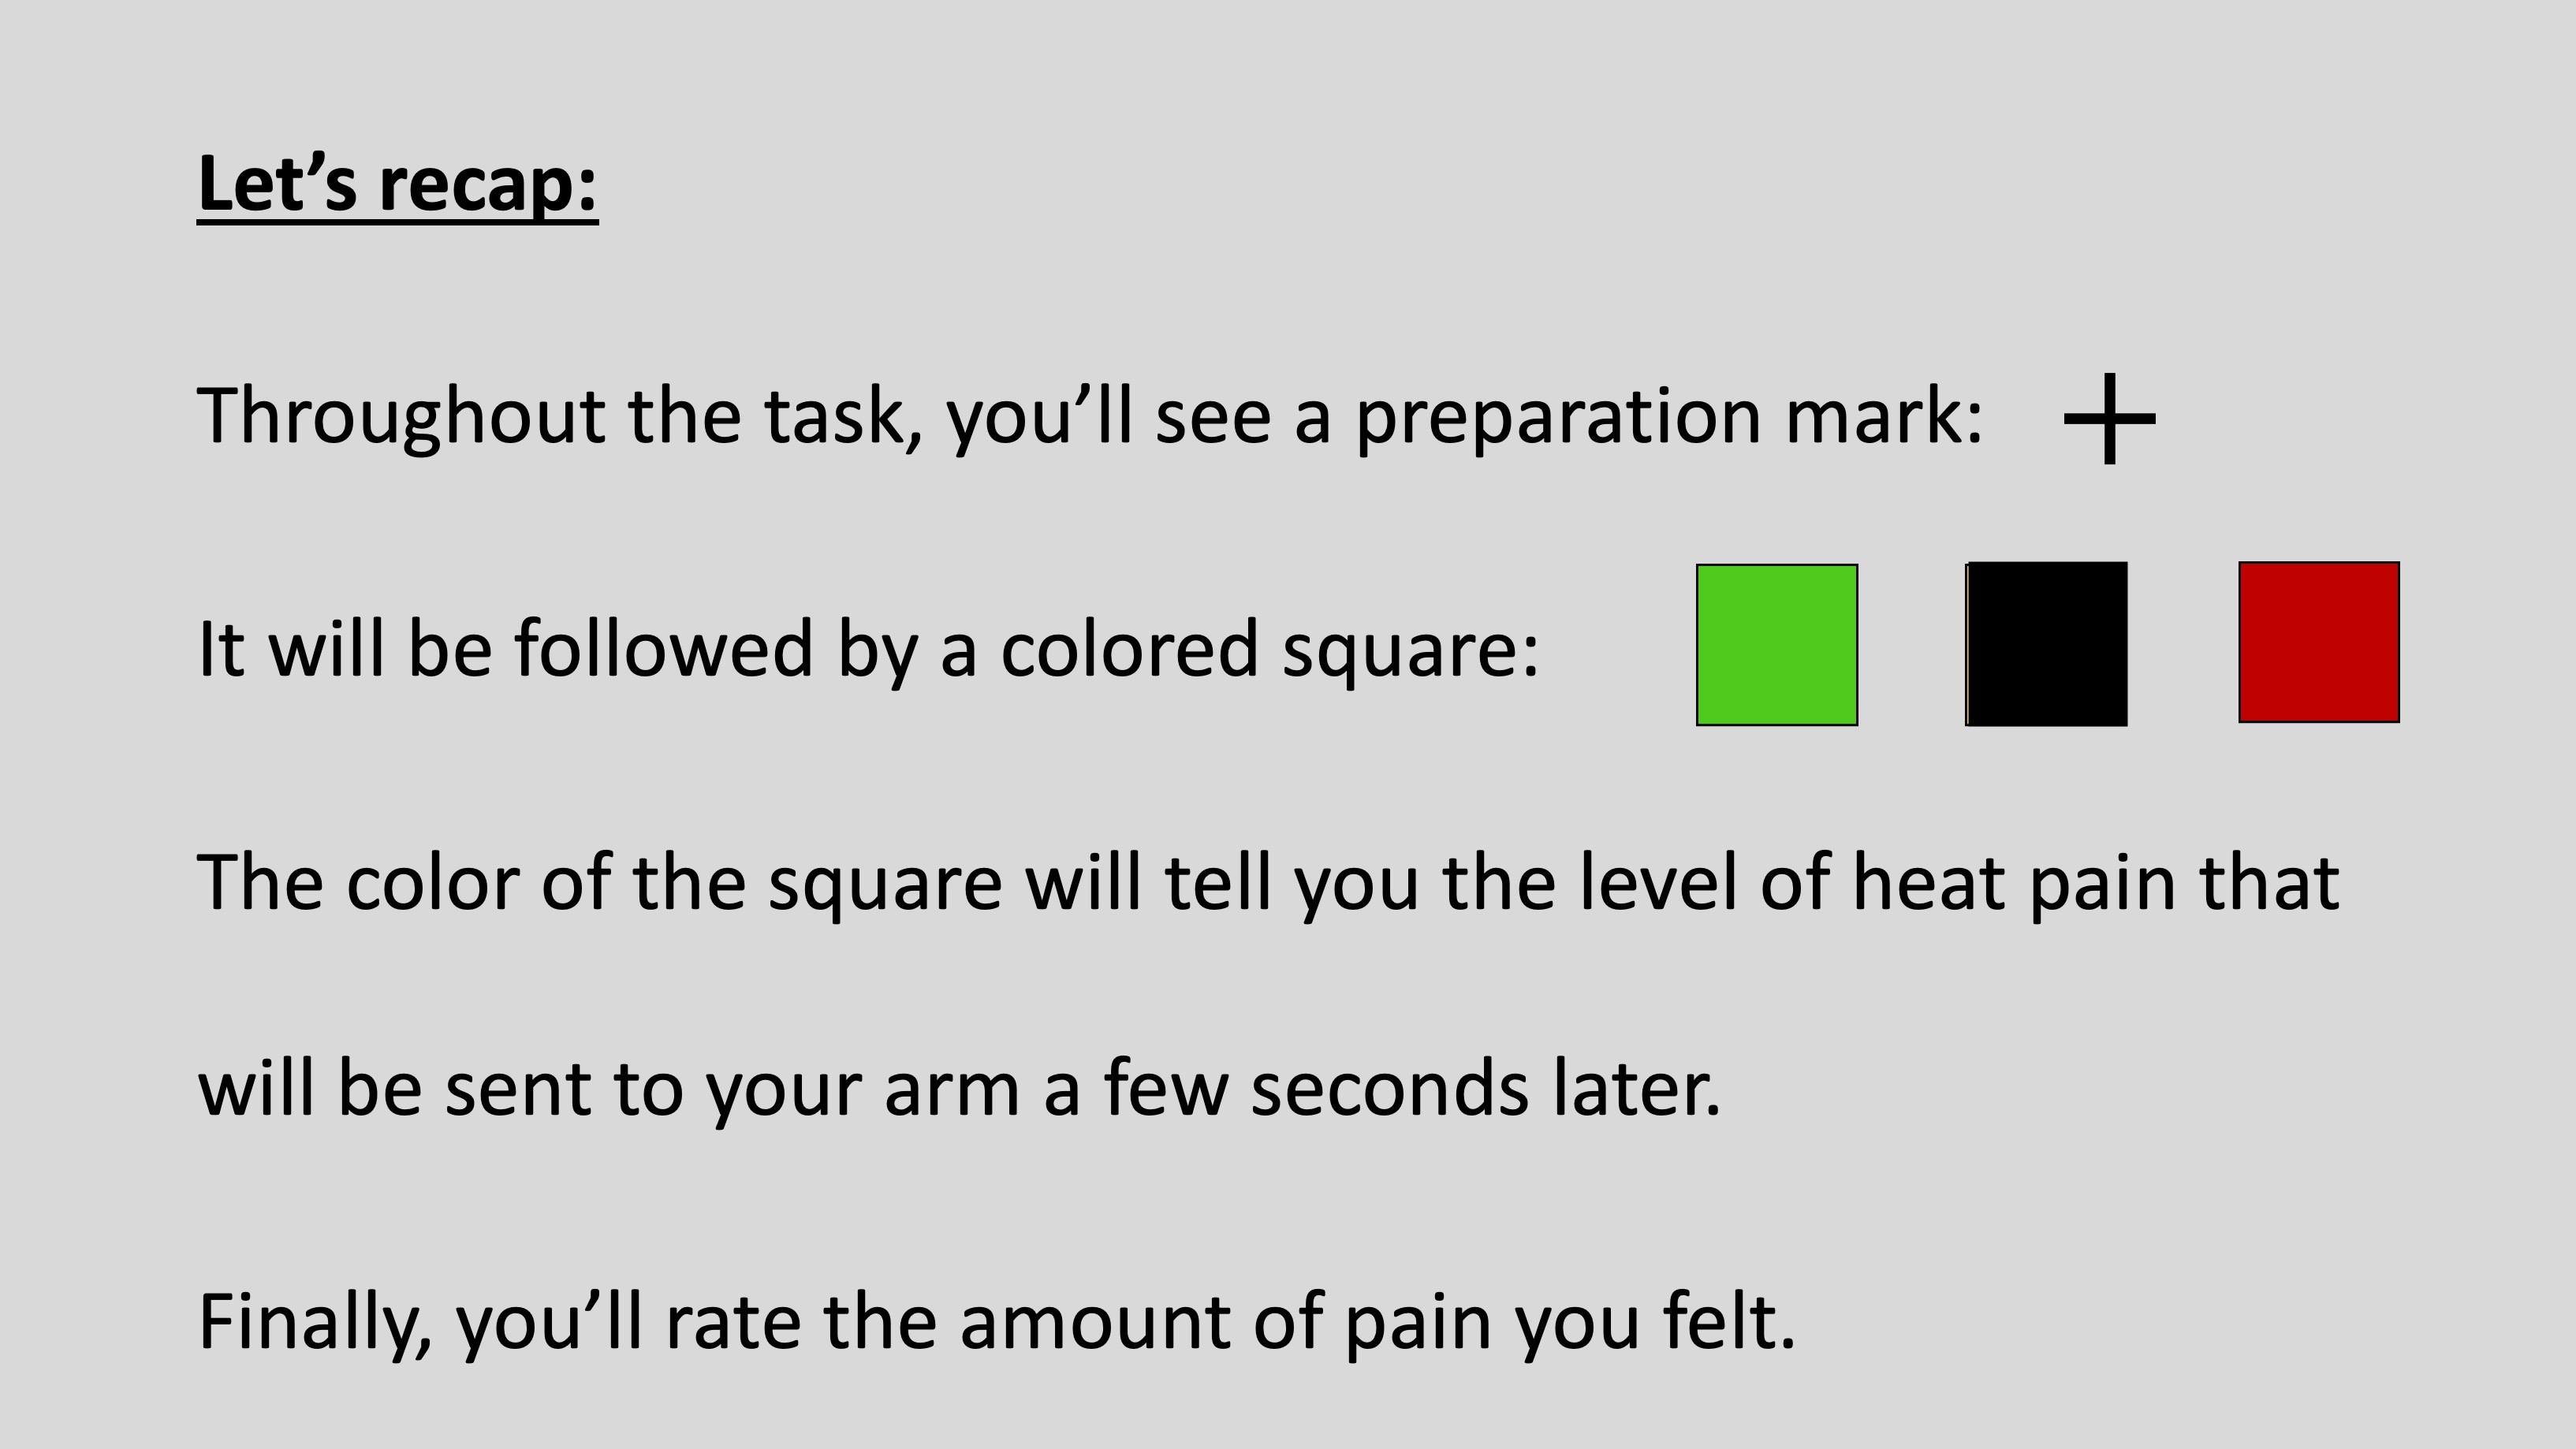 Let’s recap:
Throughout the task, you’ll see a preparation mark: +
It will be followed by a colored square:
The color of the square will tell you the level of heat pain that
will be sent to your arm a few seconds later.
Finally, you’ll rate the amount of pain you felt.